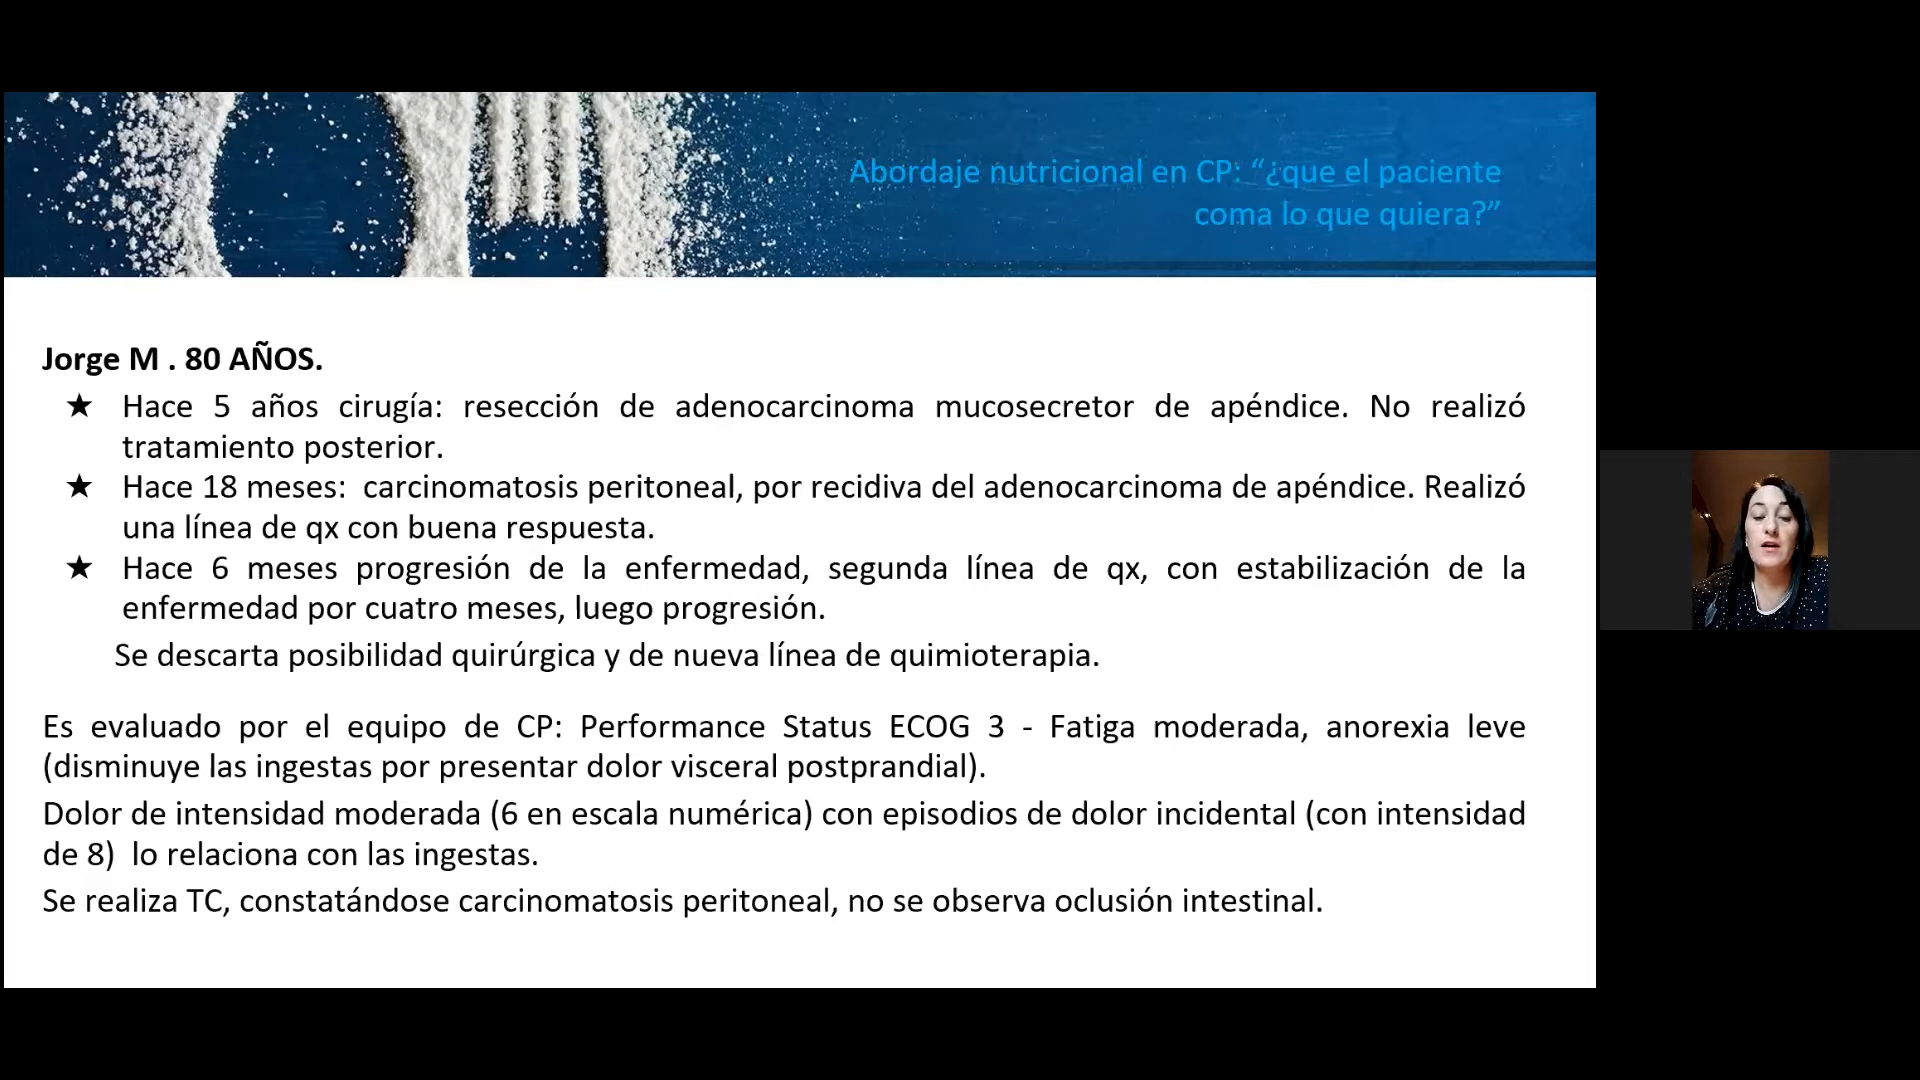 Abordaje nutricional en CP: “¿que el paciente
coma lo que quiera?”
Jorge M . 80 AÑOS.
★ Hace 5 años cirugía: resección de adenocarcinoma mucosecretor de apéndice. No realizó
tratamiento posterior.
★ Hace 18 meses:  carcinomatosis peritoneal, por recidiva del adenocarcinoma de apéndice. Realizó
una línea de qx con buena respuesta.
★ Hace 6 meses progresión de la enfermedad, segunda línea de qx, con estabilización de la
enfermedad por cuatro meses, luego progresión.
Se descarta posibilidad quirúrgica y de nueva línea de quimioterapia.
Es evaluado por el equipo de CP: Performance Status ECOG 3 - Fatiga moderada, anorexia leve
(disminuye las ingestas por presentar dolor visceral postprandial).
Dolor de intensidad moderada (6 en escala numérica) con episodios de dolor incidental (con intensidad
de 8)  lo relaciona con las ingestas.
Se realiza TC, constatándose carcinomatosis peritoneal, no se observa oclusión intestinal.